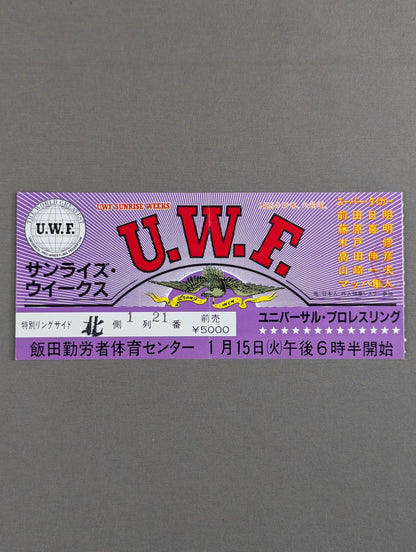 UWF・SUNRISE WEEKS
THE WORLD GREATEST
U.W.F.
U.W.F.
サンライズ・
ウイークス
スーパー・タイガー
前田日明
藤原喜明
木戸修
高田伸彦
山崎一夫
マッハ隼人
特別リングサイド 北 側 1 列 21 番 前売 ¥5000
ユニバーサル・プロレスリング
★★★★★★★★★★★★★★
飯田勤労者体育センター 1月15日(火)午後6時半開始